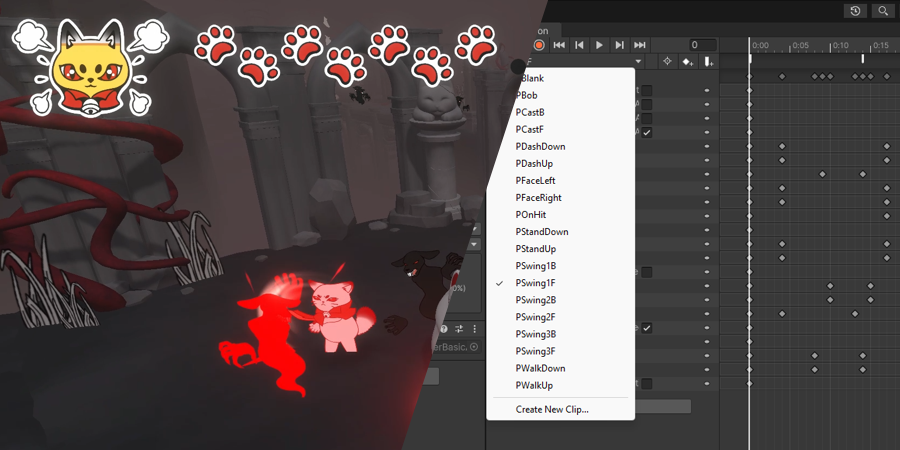 on
0
0:00
0:05
0:10
0:15
PBlank
PBob
PCastB
PCastF
PDashDown
PDashUp
PFaceLeft
PFaceRight
POnHit
PStandDown
PStandUp
PSwing1B
PSwing1F
PSwing2B
PSwing2F
PSwing3B
PSwing3F
PWalkDown
PWalkUp
Create New Clip...
0%)
erBasic.